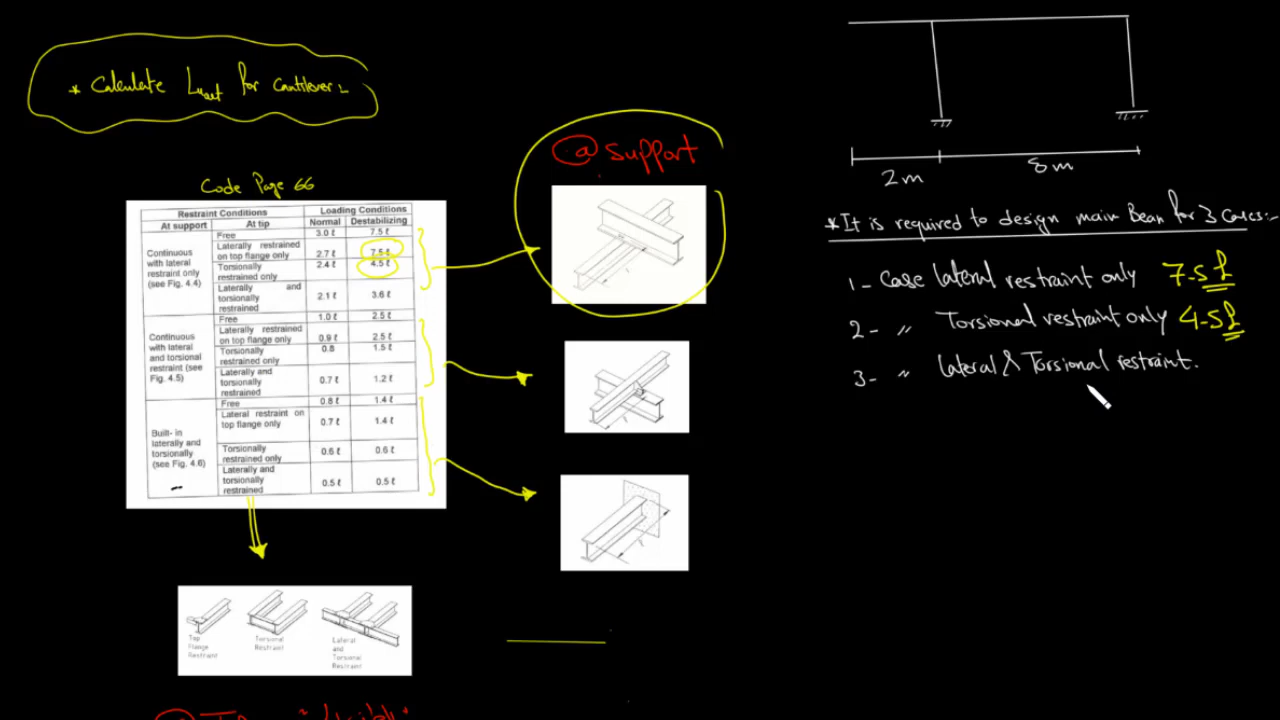 * Calculate Lunet for Cantilever:
Code Page 66
Restraint Conditions Loading Conditions
At support At tip Normal Destabilizing
Continuous with lateral restraint only (see Fig. 4.4)
Free 3.0 ℓ 7.5 ℓ
Laterally restrained on top flange only 2.7 ℓ 7.5 ℓ
Torsionally restrained only 2.4 ℓ 4.5 ℓ
Laterally and torsionally restrained 2.1 ℓ 3.6 ℓ
Continuous with lateral and torsional restraint (see Fig. 4.5)
Free 1.0 ℓ 2.5 ℓ
Laterally restrained on top flange only 0.9 ℓ 2.5 ℓ
Torsionally restrained only 0.8 1.5 ℓ
Laterally and torsionally restrained 0.7 ℓ 1.2 ℓ
Built- in laterally and torsionally (see Fig. 4.6)
Free 0.8 ℓ 1.4 ℓ
Lateral restraint on top flange only 0.7 ℓ 1.4 ℓ
Torsionally restrained only 0.6 ℓ 0.6 ℓ
Laterally and torsionally restrained 0.5 ℓ 0.5 ℓ
@ support
Top Flange Restraint
Torsional Restraint
Lateral and Torsional Restraint
2m 8m
* It is required to design main Beam for 3 Cases:-
1- Case lateral restraint only 7.5 ℓ
2- " Torsional restraint only 4.5 ℓ
3- " lateral & Torsional restraint.